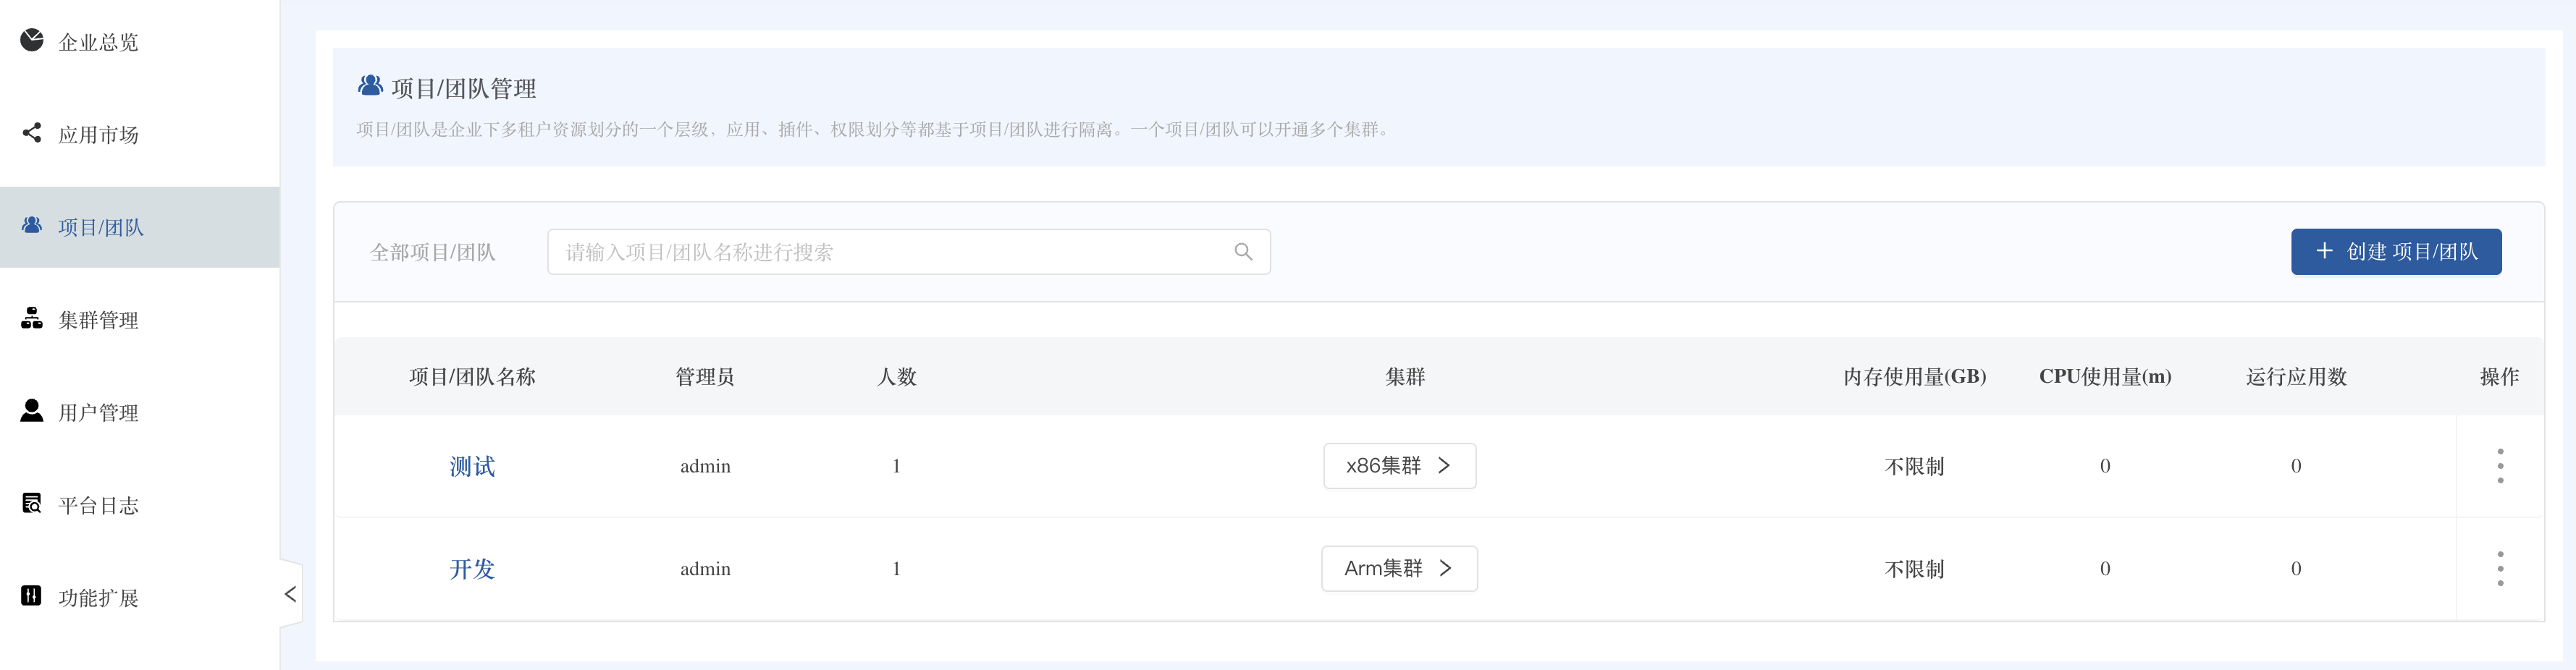 企业总览
应用市场
项目/团队
集群管理
用户管理
平台日志
功能扩展
项目/团队管理
项目/团队是企业下多租户资源划分的一个层级，应用、插件、权限划分等都基于项目/团队进行隔离。一个项目/团队可以开通多个集群。
全部项目/团队 请输入项目/团队名称进行搜索 创建 项目/团队
项目/团队名称 管理员 人数 集群 内存使用量(GB) CPU使用量(m) 运行应用数 操作
测试 admin 1 x86集群 不限制 0 0
开发 admin 1 Arm集群 不限制 0 0